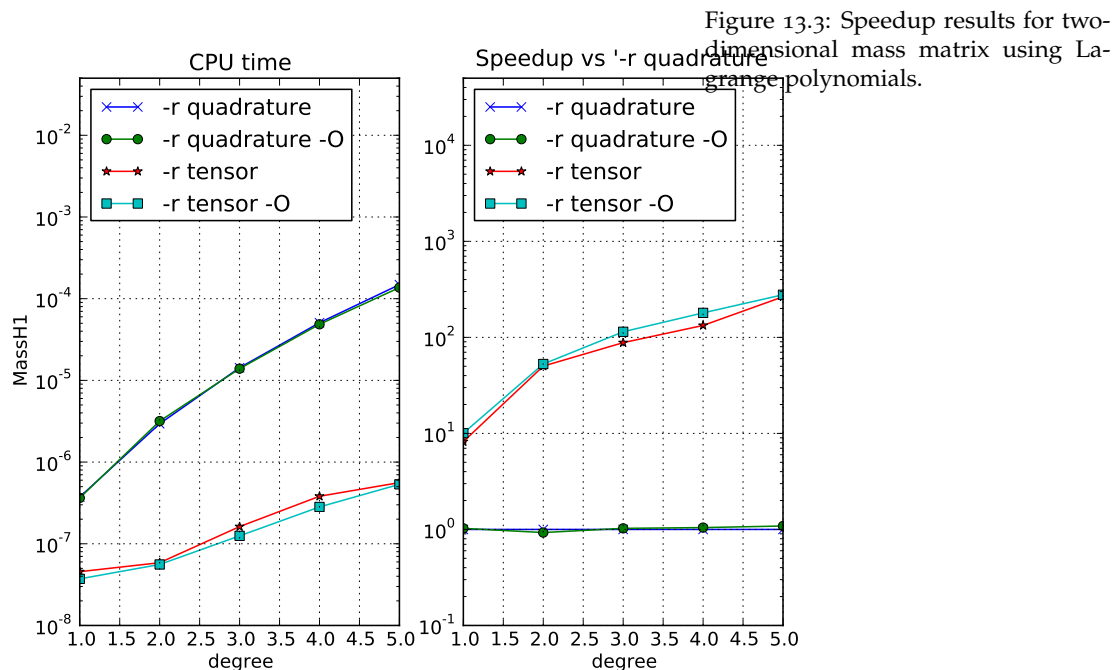 Figure 13.3: Speedup results for two-
dimensional mass matrix using La-
grange polynomials.
CPU time
-r quadrature
-r quadrature -O
-r tensor
-r tensor -O
10^-2
10^-3
10^-4
10^-5
10^-6
10^-7
10^-8
MassH1
1.0 1.5 2.0 2.5 3.0 3.5 4.0 4.5 5.0
degree
Speedup vs '-r quadrature
-r quadrature
-r quadrature -O
-r tensor
-r tensor -O
10^4
10^3
10^2
10^1
10^0
10^-1
1.0 1.5 2.0 2.5 3.0 3.5 4.0 4.5 5.0
degree